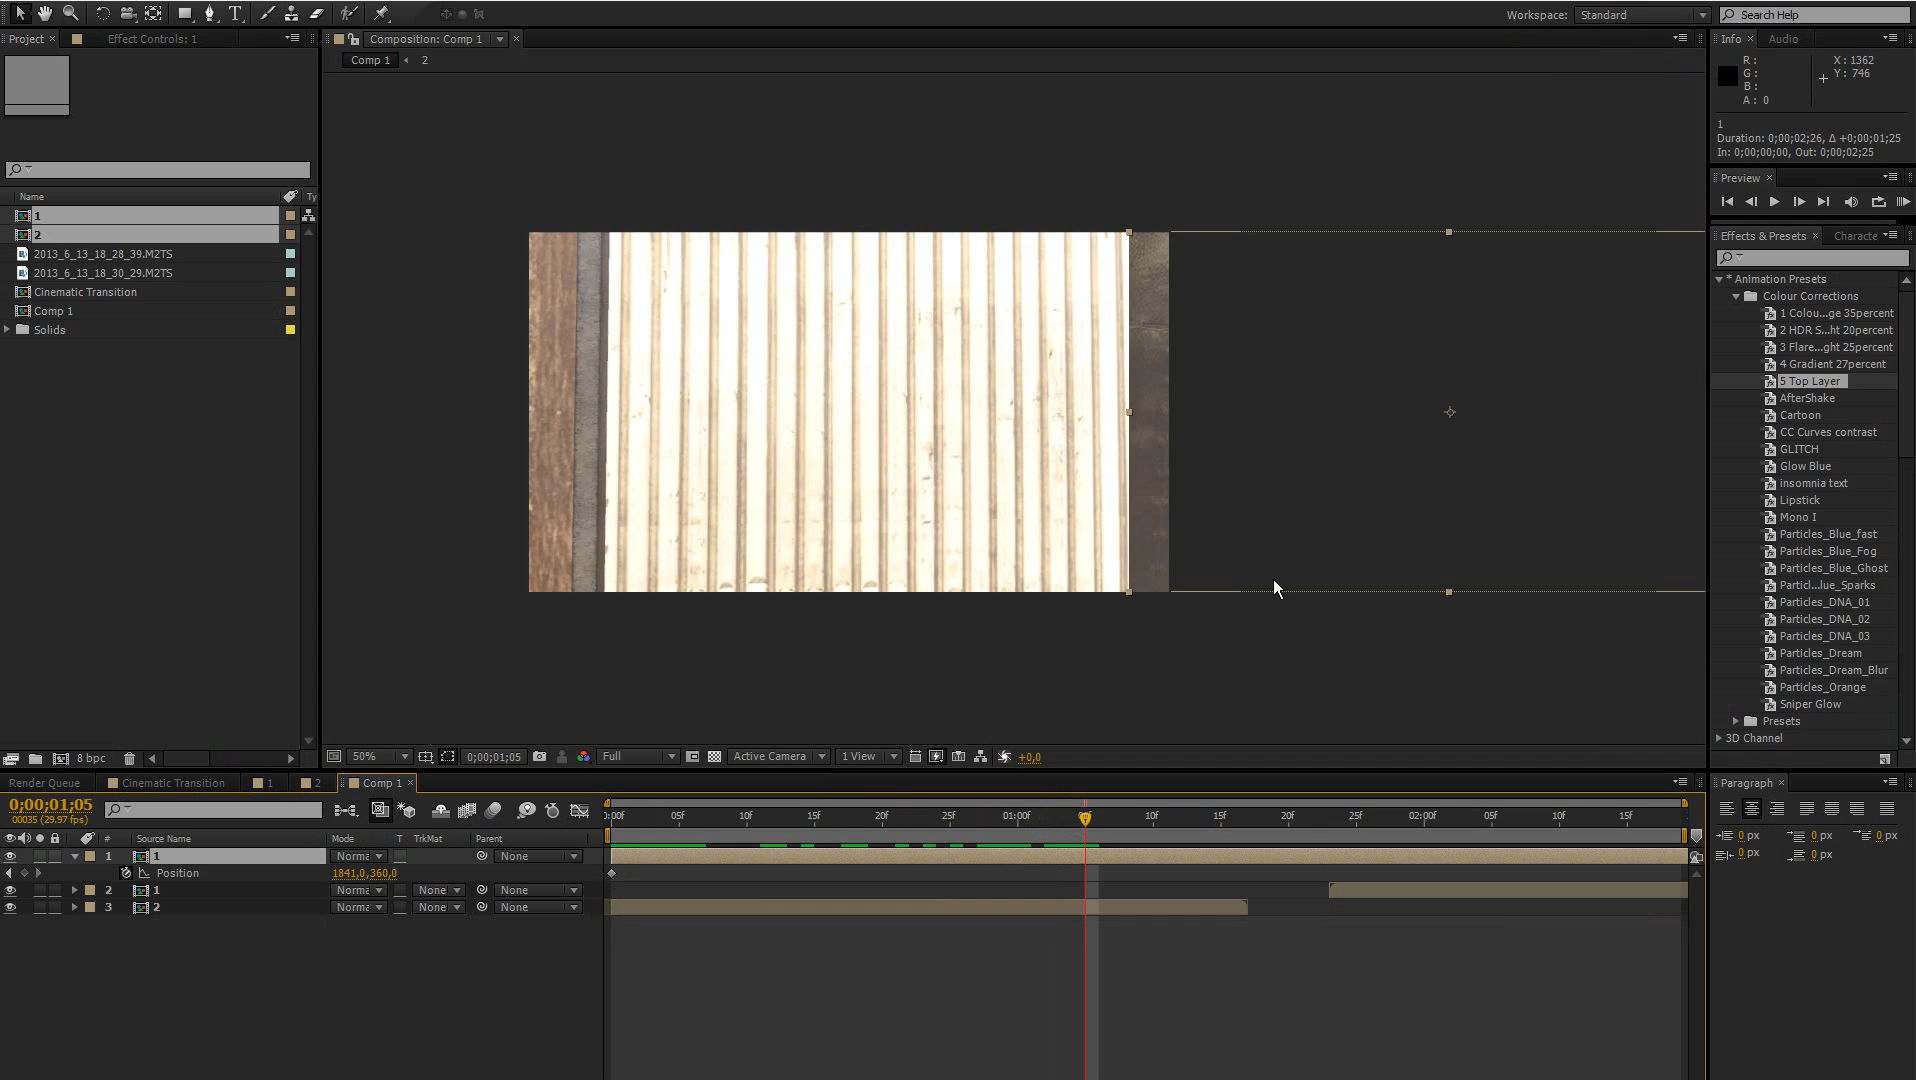 Workspace: Standard Search Help
Project Effect Controls: 1
Composition: Comp 1
Info Audio
Comp 1 2
R :
G :
B :
A : 0
X : 1362
Y : 746
1
Duration: 0;00;02;26, Δ +0;00;01;25
In: 0;00;00;00, Out: 0;00;02;25
Preview
Effects & Presets Characte
Name Ty
1
2
2013_6_13_18_28_39.M2TS
2013_6_13_18_30_29.M2TS
Cinematic Transition
Comp 1
Solids
* Animation Presets
Colour Corrections
1 Colou...ge 35percent
2 HDR S...ht 20percent
3 Flare...ght 25percent
4 Gradient 27percent
5 Top Layer
AfterShake
Cartoon
CC Curves contrast
GLITCH
Glow Blue
insomnia text
Lipstick
Mono I
Particles_Blue_fast
Particles_Blue_Fog
Particles_Blue_Ghost
Particl...lue_Sparks
Particles_DNA_01
Particles_DNA_02
Particles_DNA_03
Particles_Dream
Particles_Dream_Blur
Particles_Orange
Sniper Glow
Presets
3D Channel
8 bpc
50% 0;00;01;05 Full Active Camera 1 View +0,0
Render Queue Cinematic Transition 1 2 Comp 1
Paragraph
0;00;01;05
00035 (29.97 fps)
0:00f 05f 10f 15f 20f 25f 01:00f 10f 15f 20f 25f 02:00f 05f 10f 15f
# Source Name Mode T TrkMat Parent
1 1 Norma None
Position 1841,0,360,0
2 1 Norma None None
3 2 Norma None None
0 px 0 px 0 px
0 px 0 px